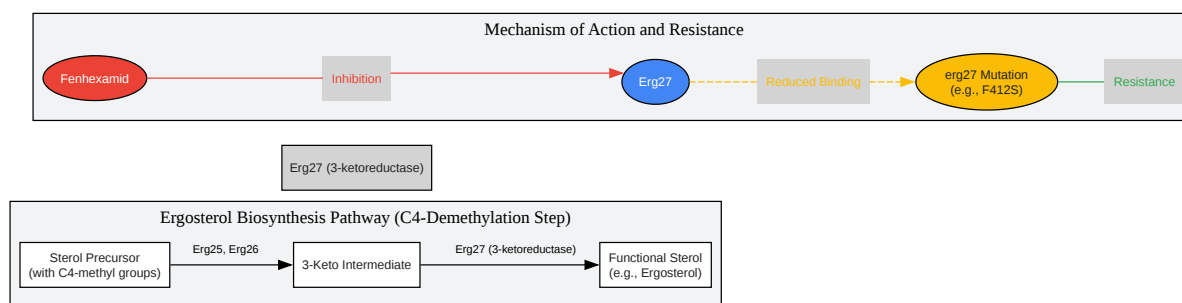 Mechanism of Action and Resistance
Fenhexamid
Inhibition
Erg27
Reduced Binding
erg27 Mutation
(e.g., F412S)
Resistance
Erg27 (3-ketoreductase)
Ergosterol Biosynthesis Pathway (C4-Demethylation Step)
Sterol Precursor
(with C4-methyl groups)
Erg25, Erg26
3-Keto Intermediate
Erg27 (3-ketoreductase)
Functional Sterol
(e.g., Ergosterol)